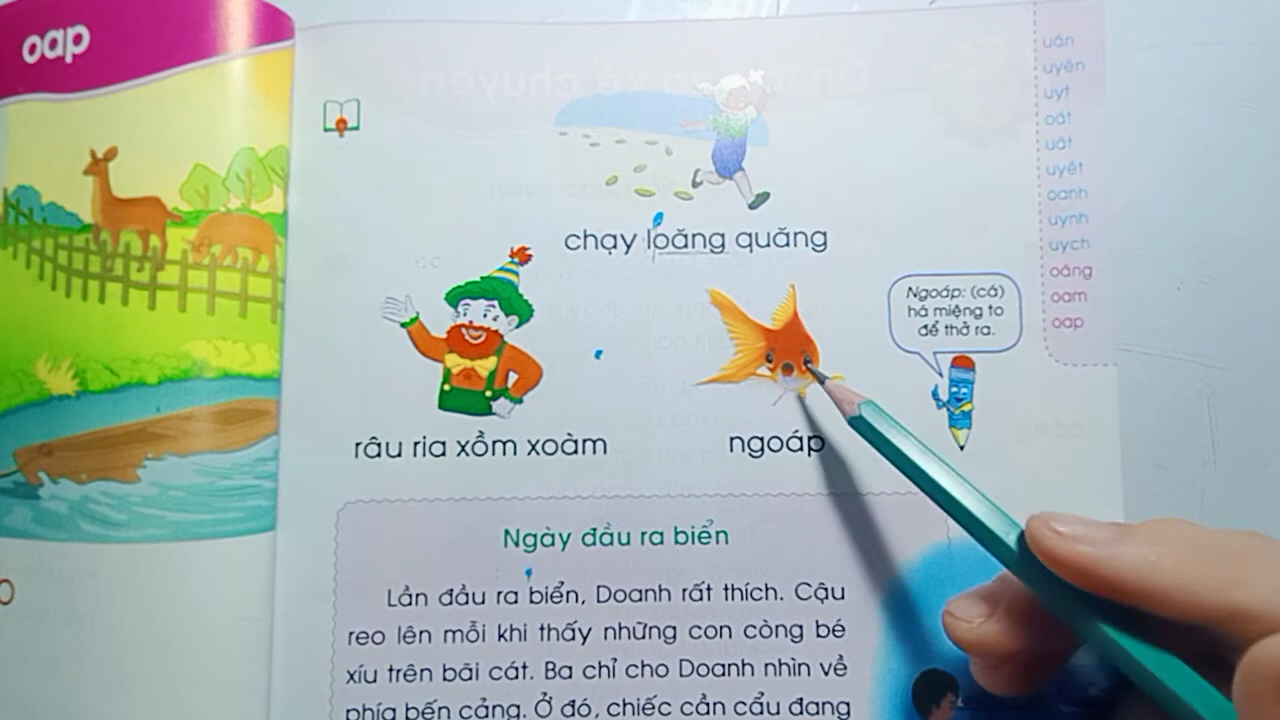 oap
chạy loăng quăng
râu ria xồm xoàm
ngoáp
Ngoáp: (cá)
há miệng to
để thở ra.
uân
uyên
uyt
oát
uât
uyêt
oanh
uynh
uych
oăng
oam
oap
Ngày đầu ra biển
Lần đầu ra biển, Doanh rất thích. Cậu
reo lên mỗi khi thấy những con còng bé
xíu trên bãi cát. Ba chỉ cho Doanh nhìn về
phía bến cảng. Ở đó, chiếc cần cẩu đang